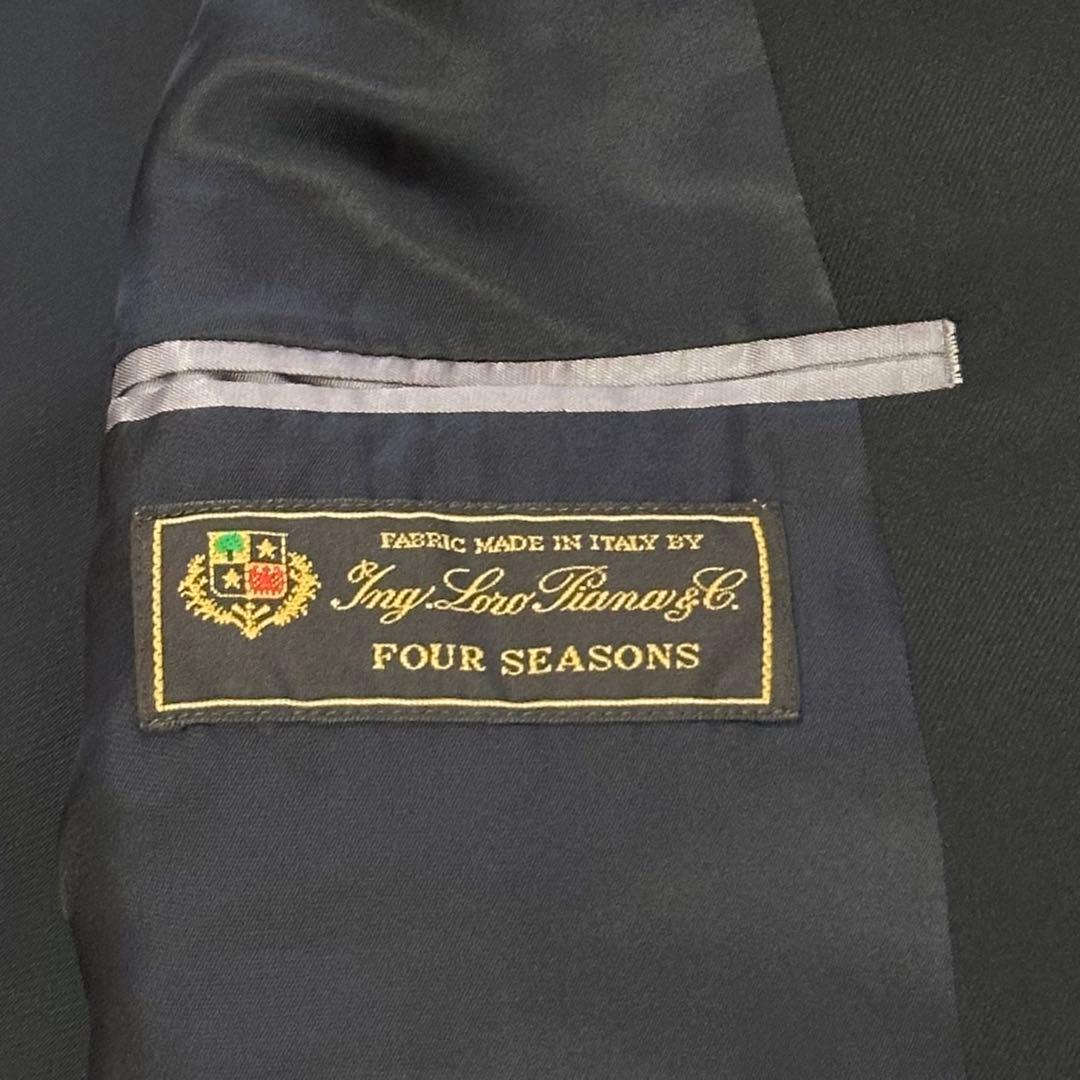 FABRIC MADE IN ITALY BY
Ing. Loro Piana & C.
FOUR SEASONS